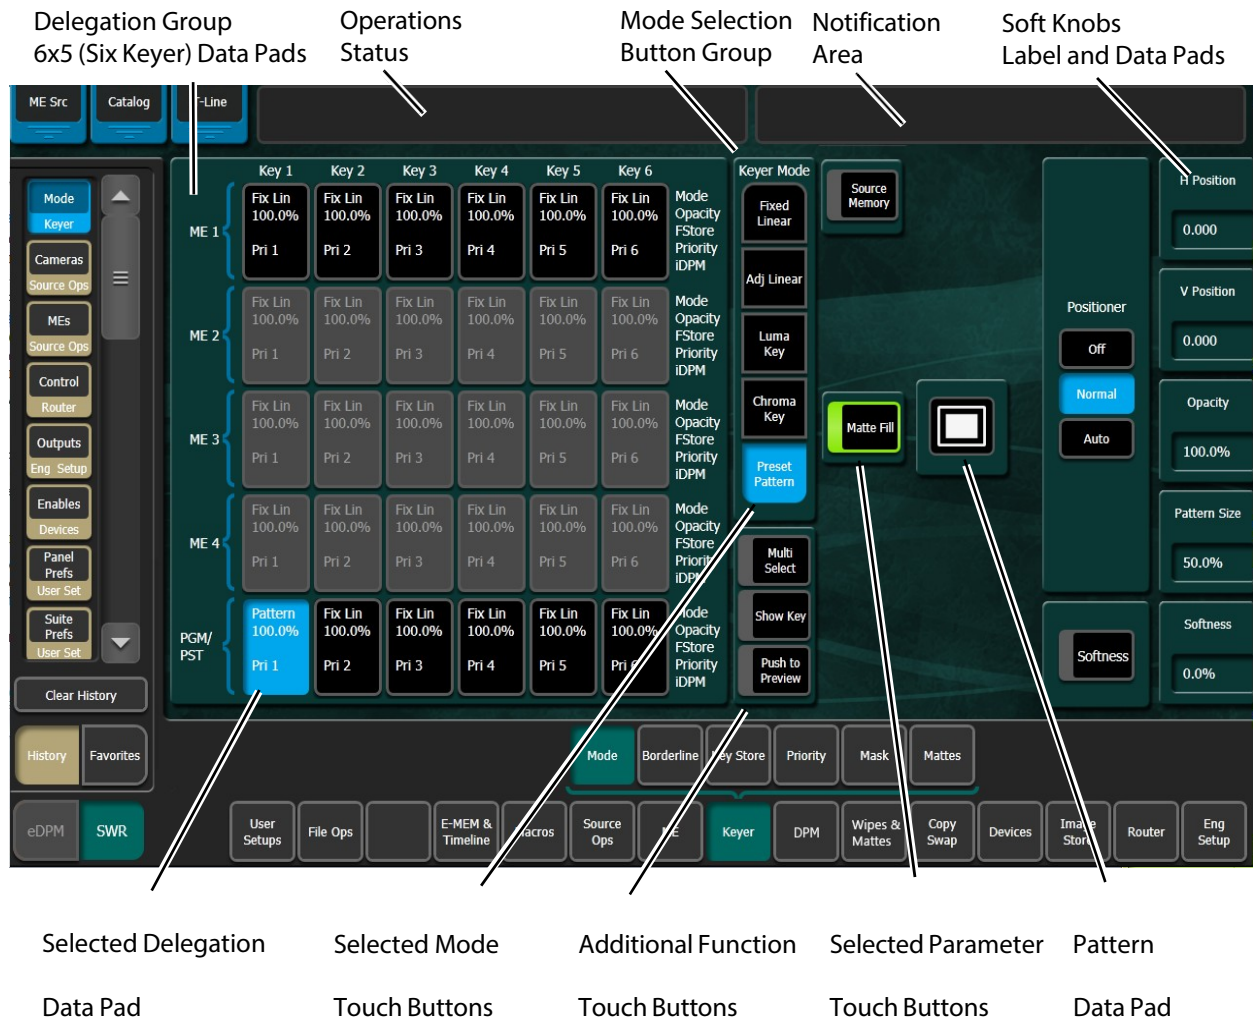 Delegation Group
6x5 (Six Keyer) Data Pads
Operations
Status
Mode Selection
Button Group
Notification
Area
Soft Knobs
Label and Data Pads
ME Src
Catalog
-Line
Mode
Keyer
Cameras
Source Ops
MEs
Source Ops
Control
Router
Outputs
Eng Setup
Enables
Devices
Panel
Prefs
User Set
Suite
Prefs
User Set
Clear History
History
Favorites
eDPM
SWR
Key 1 Key 2 Key 3 Key 4 Key 5 Key 6
ME 1
Fix Lin Fix Lin Fix Lin Fix Lin Fix Lin Fix Lin Mode
100.0% 100.0% 100.0% 100.0% 100.0% 100.0% Opacity
FStore
Pri 1 Pri 2 Pri 3 Pri 4 Pri 5 Pri 6 Priority
iDPM
ME 2
Fix Lin Fix Lin Fix Lin Fix Lin Fix Lin Fix Lin Mode
100.0% 100.0% 100.0% 100.0% 100.0% 100.0% Opacity
FStore
Pri 1 Pri 2 Pri 3 Pri 4 Pri 5 Pri 6 Priority
iDPM
ME 3
Fix Lin Fix Lin Fix Lin Fix Lin Fix Lin Fix Lin Mode
100.0% 100.0% 100.0% 100.0% 100.0% 100.0% Opacity
FStore
Pri 1 Pri 2 Pri 3 Pri 4 Pri 5 Pri 6 Priority
iDPM
ME 4
Fix Lin Fix Lin Fix Lin Fix Lin Fix Lin Fix Lin Mode
100.0% 100.0% 100.0% 100.0% 100.0% 100.0% Opacity
FStore
Pri 1 Pri 2 Pri 3 Pri 4 Pri 5 Pri 6 Priority
iDPM
PGM/
PST
Pattern Fix Lin Fix Lin Fix Lin Fix Lin Fix Lin Mode
100.0% 100.0% 100.0% 100.0% 100.0% 100.0% Opacity
FStore
Pri 1 Pri 2 Pri 3 Pri 4 Pri 5 Pri 6 Priority
iDPM
Keyer Mode
Fixed
Linear
Adj Linear
Luma
Key
Chroma
Key
Preset
Pattern
Multi
Select
Show Key
Push to
Preview
Source
Memory
Matte Fill
Positioner
Off
Normal
Auto
Softness
H Position
0.000
V Position
0.000
Opacity
100.0%
Pattern Size
50.0%
Softness
0.0%
Mode
Borderline
Key Store
Priority
Mask
Mattes
User
Setups
File Ops
E-MEM &
Timeline
Macros
Source
Ops
ME
Keyer
DPM
Wipes &
Mattes
Copy
Swap
Devices
Image
Store
Router
Eng
Setup
Selected Delegation
Data Pad
Selected Mode
Touch Buttons
Additional Function
Touch Buttons
Selected Parameter
Touch Buttons
Pattern
Data Pad